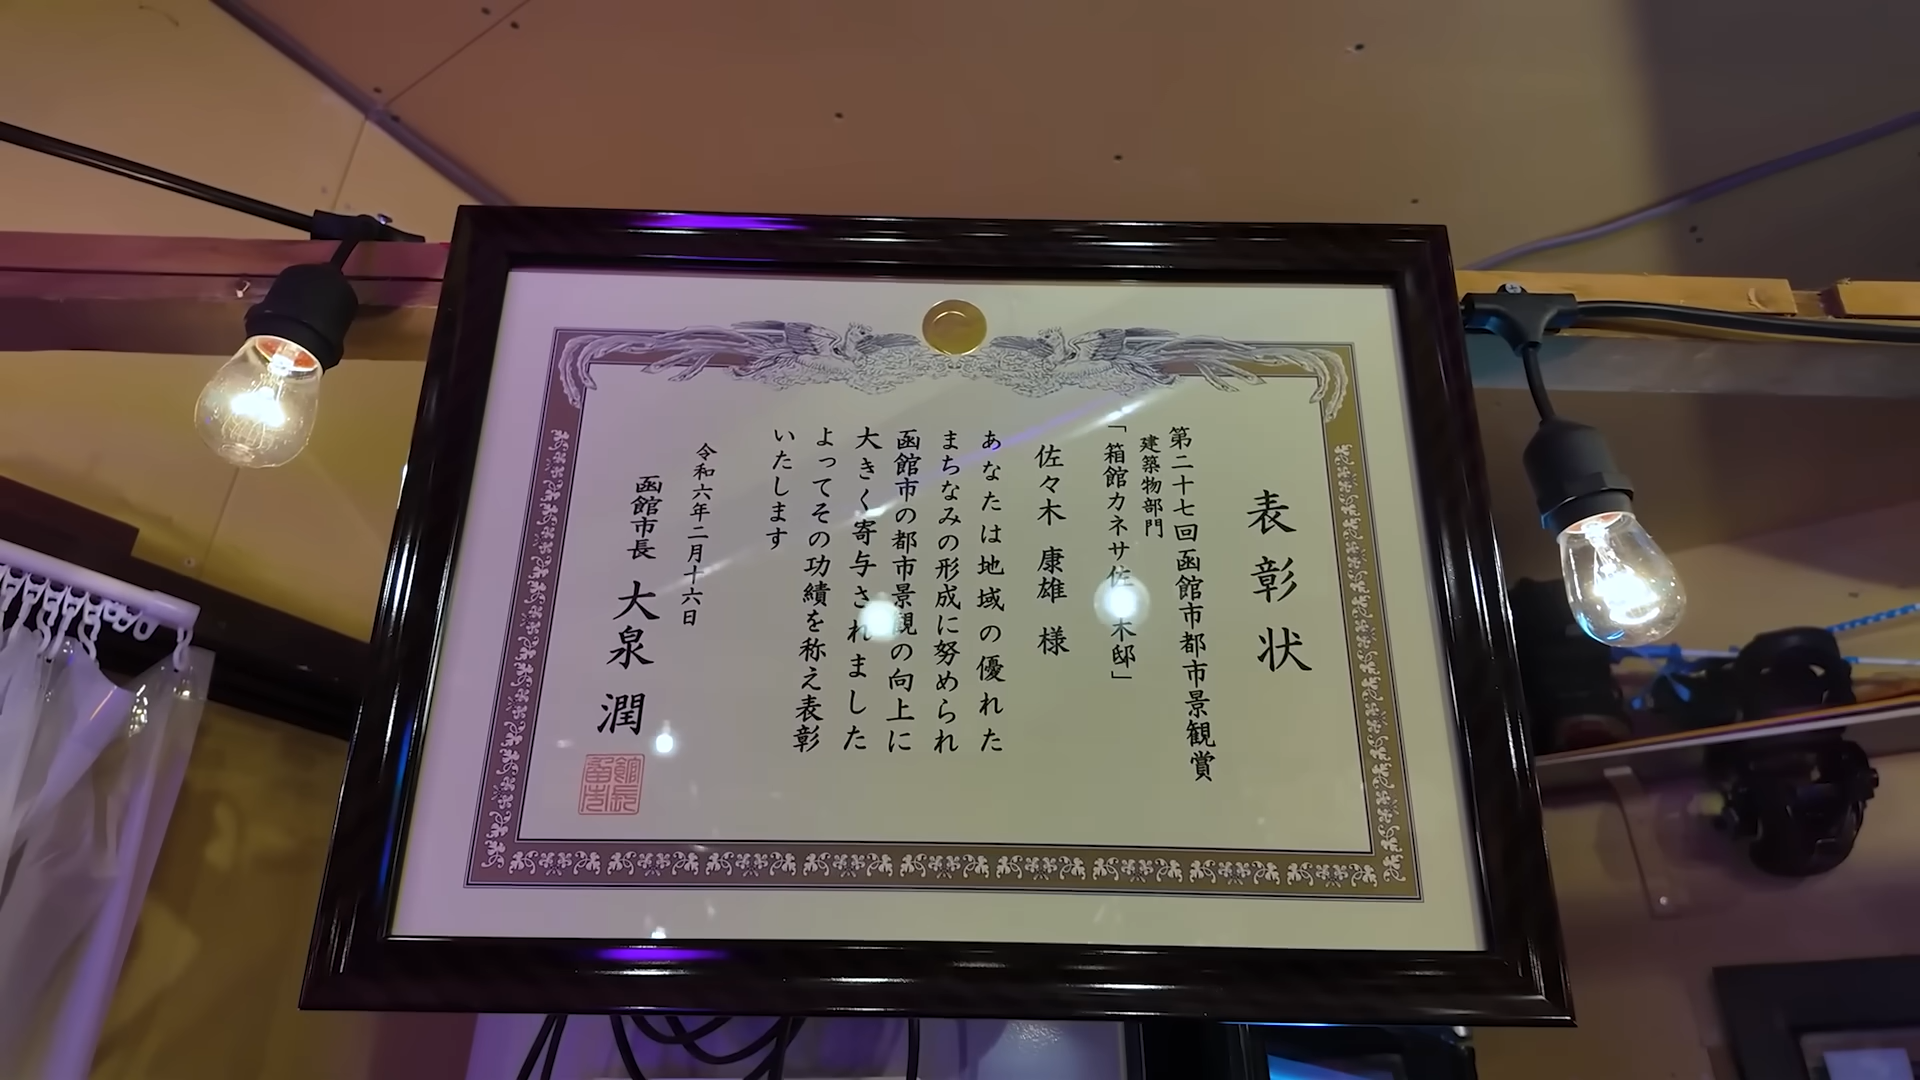 表彰状
第二十七回函館市都市景観賞
建築物部門
「箱館カネサ佐 木邸」
佐々木 康雄 様
あなたは地域の優れた
まちなみの形成に努められ
函館市の都市景観の向上に
大きく寄与されました
よってその功績を称え表彰
いたします
令和六年二月十六日
函館市長 大泉 潤